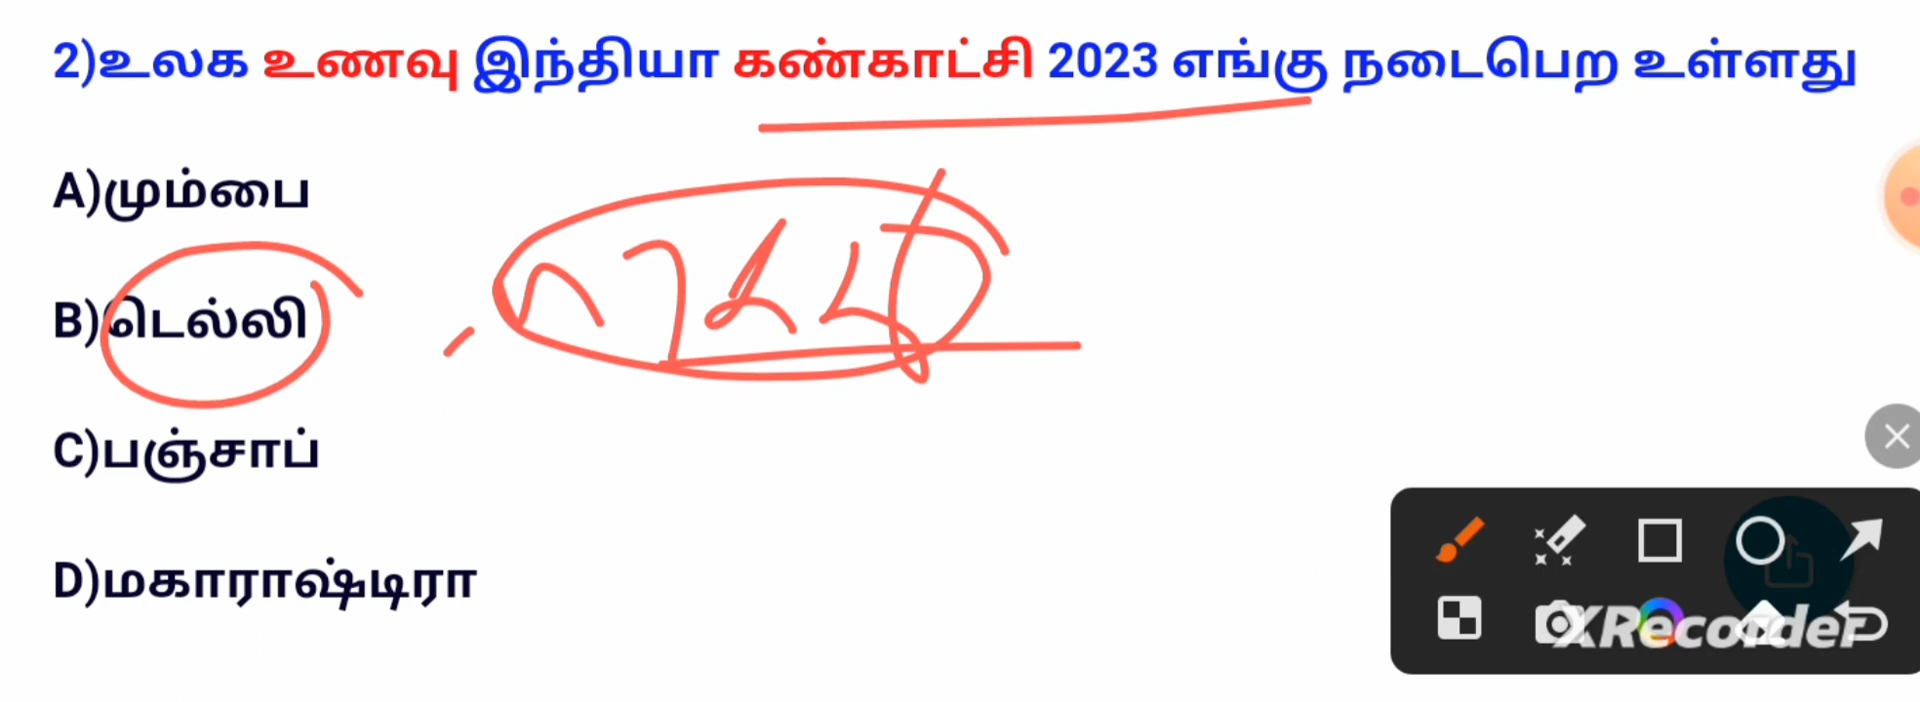 2)உலக உணவு இந்தியா கண்காட்சி 2023 எங்கு நடைபெற உள்ளது
A)மும்பை
B)டெல்லி
C)பஞ்சாப்
D)மகாராஷ்டிரா
XRecorder